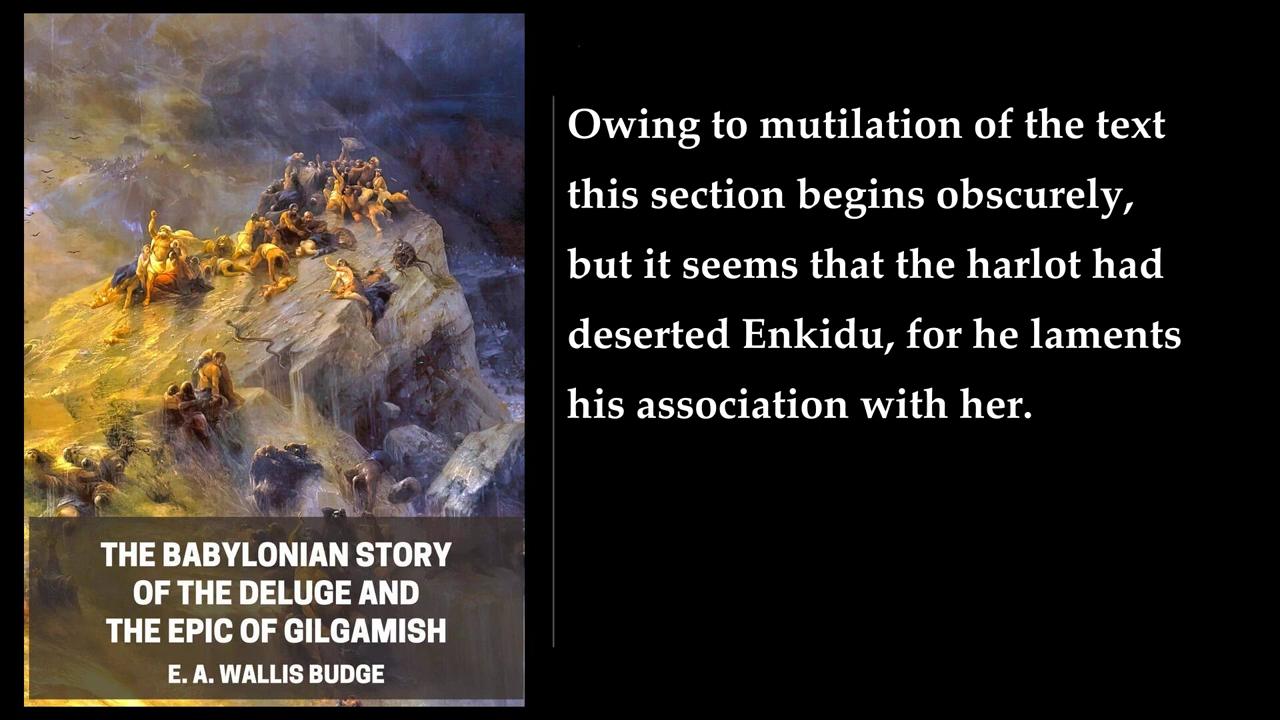 Owing to mutilation of the text
this section begins obscurely,
but it seems that the harlot had
deserted Enkidu, for he laments
his association with her.
THE BABYLONIAN STORY
OF THE DELUGE AND
THE EPIC OF GILGAMISH
E. A. WALLIS BUDGE